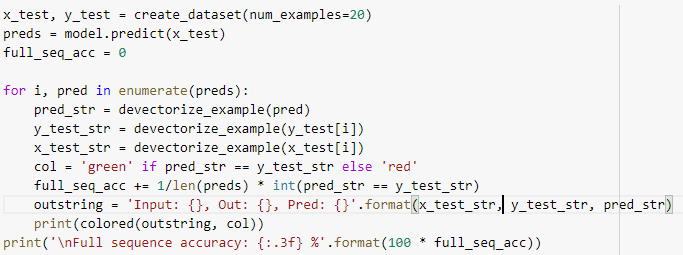 x_test, y_test = create_dataset(num_examples=20)
preds = model.predict(x_test)
full_seq_acc = 0

for i, pred in enumerate(preds):
    pred_str = devectorize_example(pred)
    y_test_str = devectorize_example(y_test[i])
    x_test_str = devectorize_example(x_test[i])
    col = 'green' if pred_str == y_test_str else 'red'
    full_seq_acc += 1/len(preds) * int(pred_str == y_test_str)
    outstring = 'Input: {}, Out: {}, Pred: {}'.format(x_test_str, y_test_str, pred_str)
    print(colored(outstring, col))
print('\nFull sequence accuracy: {:.3f} %'.format(100 * full_seq_acc))